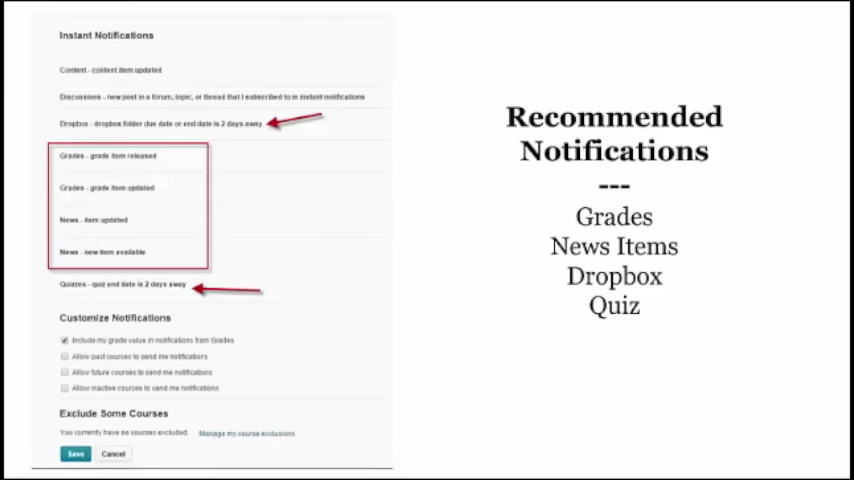 Instant Notifications
Content - content item updated
Discussions - new post in a forum, topic, or thread that I subscribed to in instant notifications
Dropbox - dropbox folder due date or end date is 2 days away
Grades - grade item released
Grades - grade item updated
News - item updated
News - new item available
Quizzes - quiz end date is 2 days away
Customize Notifications
Include my grade value in notifications from Grades
Allow past courses to send me notifications
Allow future courses to send me notifications
Allow inactive courses to send me notifications
Exclude Some Courses
You currently have no courses excluded. Manage my course exclusions
Save Cancel
Recommended
Notifications
---
Grades
News Items
Dropbox
Quiz